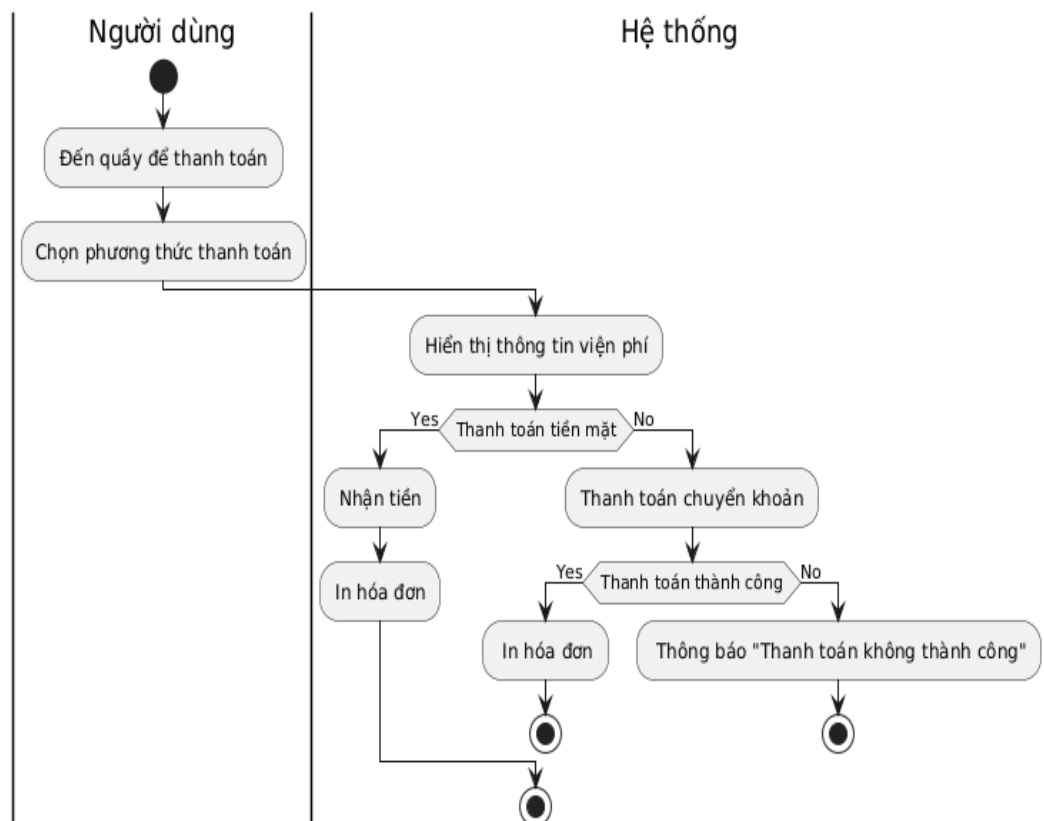 Người dùng
Hệ thống
Đến quầy để thanh toán
Chọn phương thức thanh toán
Hiển thị thông tin viện phí
Yes
Thanh toán tiền mặt
No
Nhận tiền
Thanh toán chuyển khoản
In hóa đơn
Yes
Thanh toán thành công
No
In hóa đơn
Thông báo "Thanh toán không thành công"